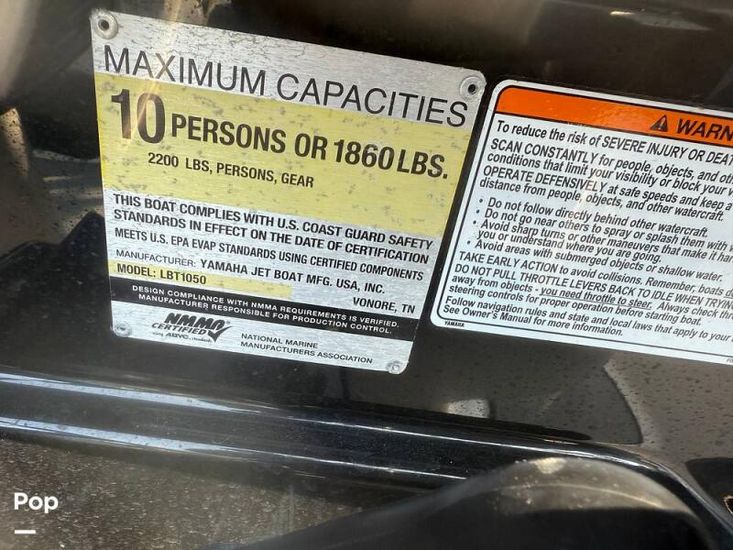 MAXIMUM CAPACITIES
10 PERSONS OR 1860 LBS.
2200 LBS, PERSONS, GEAR
THIS BOAT COMPLIES WITH U.S. COAST GUARD SAFETY
STANDARDS IN EFFECT ON THE DATE OF CERTIFICATION
MEETS U.S. EPA EVAP STANDARDS USING CERTIFIED COMPONENTS
MANUFACTURER: YAMAHA JET BOAT MFG. USA, INC.
MODEL: LBT1050
VONORE, TN
DESIGN COMPLIANCE WITH NMMA REQUIREMENTS IS VERIFIED.
MANUFACTURER RESPONSIBLE FOR PRODUCTION CONTROL.
NMMA
CERTIFIED
using ABYC
NATIONAL MARINE
MANUFACTURERS ASSOCIATION
WARN
To reduce the risk of SEVERE INJURY OR DEAT
SCAN CONSTANTLY for people, objects, and oth
conditions that limit your visibility or block your v
OPERATE DEFENSIVELY at safe speeds and keep a
distance from people, objects, and other watercraft.
• Do not follow directly behind other watercraft.
• Do not go near others to spray or splash them with
• Avoid sharp turns or other maneuvers that make it har
you or understand where you are going.
• Avoid areas with submerged objects or shallow water.
TAKE EARLY ACTION to avoid collisions. Remember, boats
DO NOT PULL THROTTLE LEVERS BACK TO IDLE WHEN TRYIN
away from objects - you need throttle to steer. Always check thr
steering controls for proper operation before starting boat.
Follow navigation rules and state and local laws that apply to your
See Owner's Manual for more information.
YAMAHA
Pop